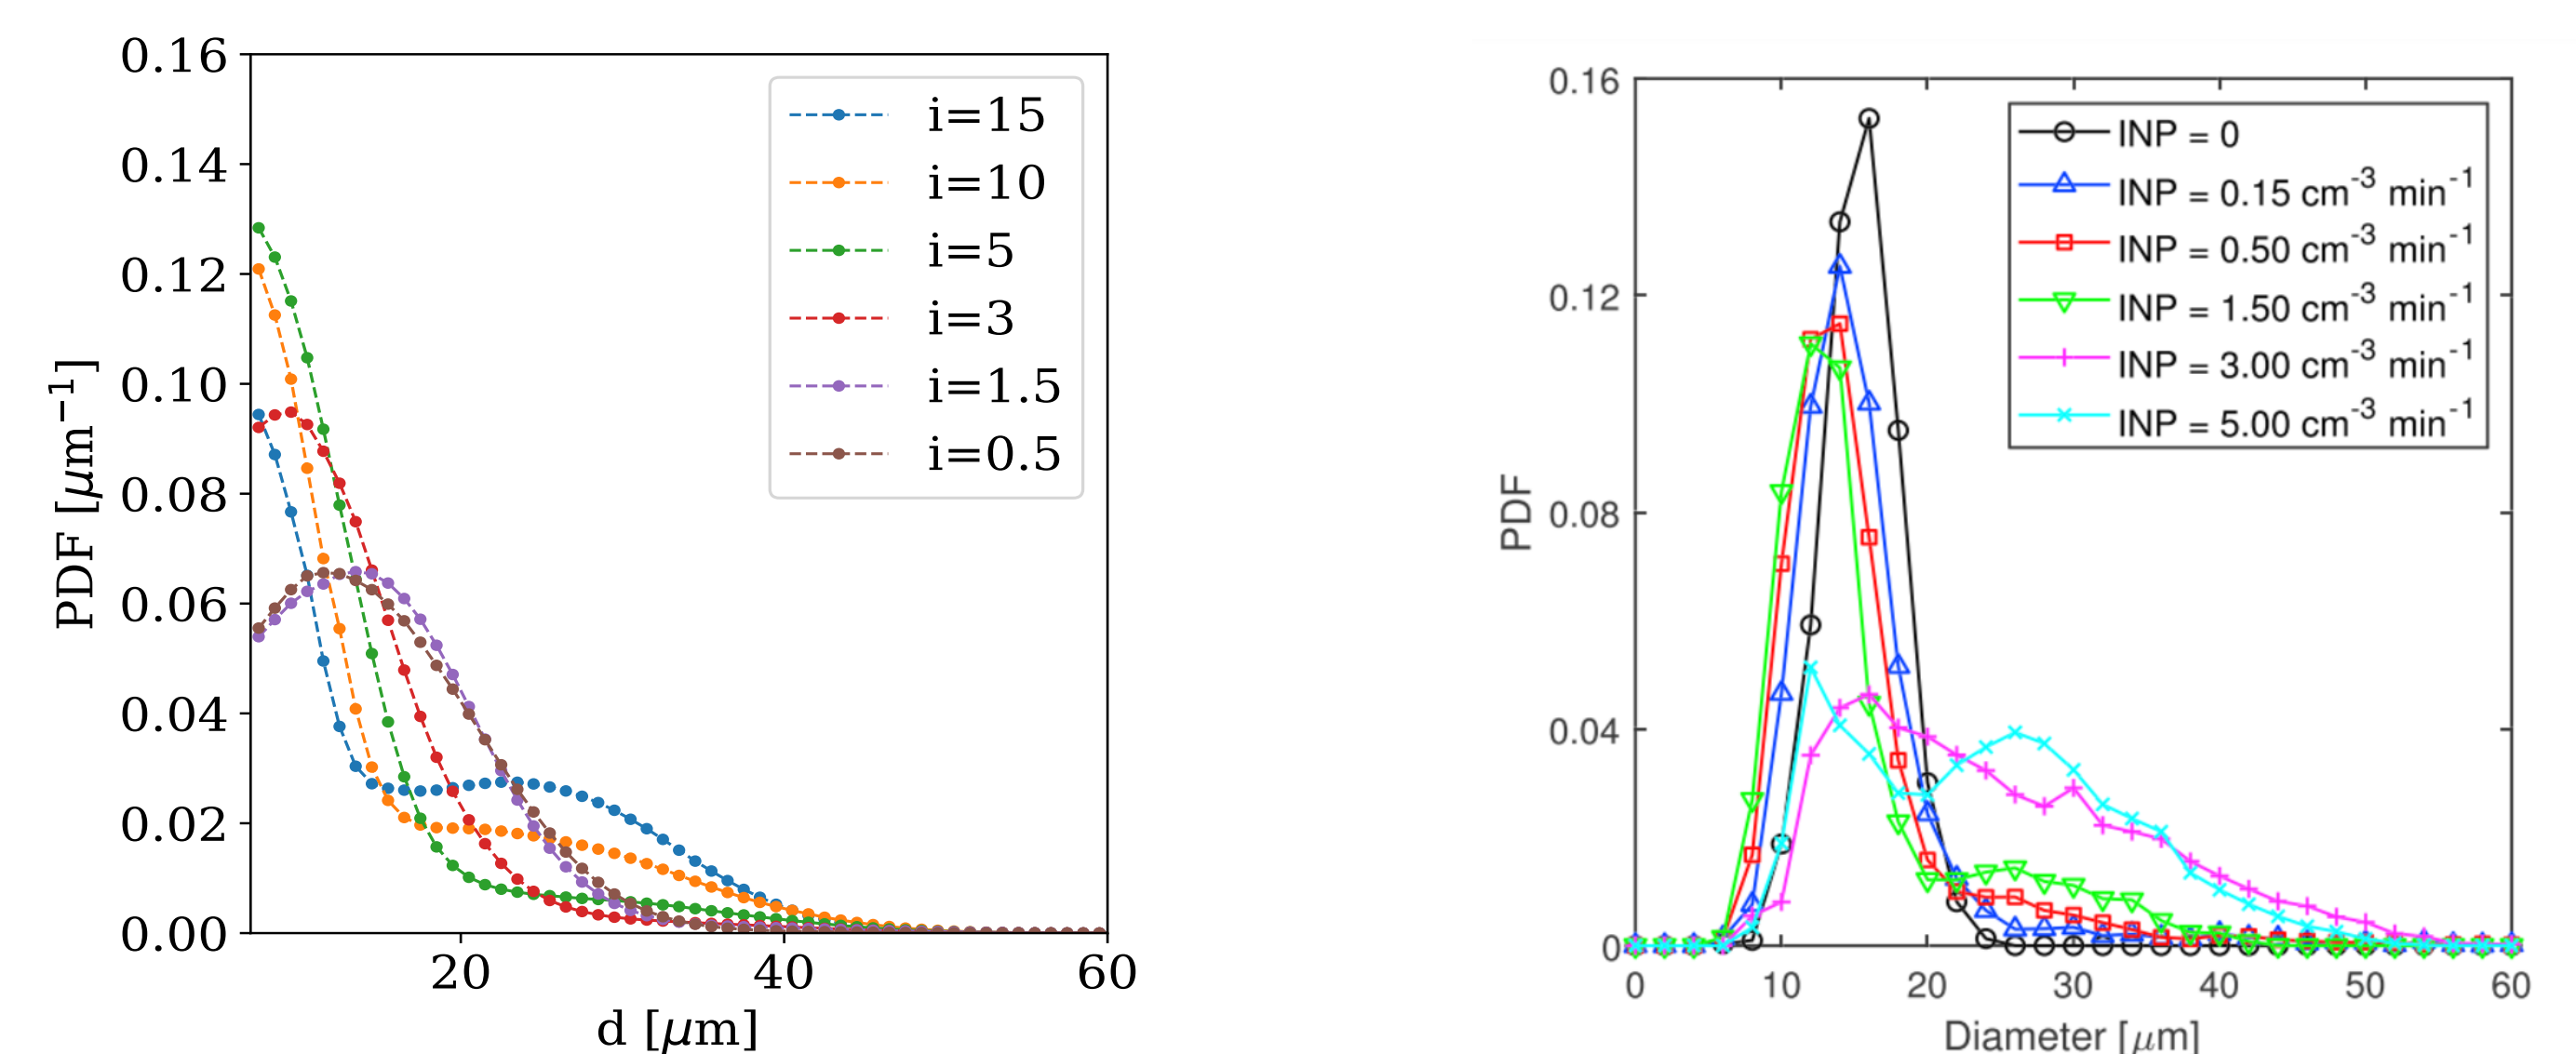 0.16
0.14
0.12
0.10
0.08
0.06
0.04
0.02
0.00
PDF [μm⁻¹]
i=15
i=10
i=5
i=3
i=1.5
i=0.5
20 40 60
d [μm]
0.16
0.12
0.08
0.04
0
PDF
INP = 0
INP = 0.15 cm⁻³ min⁻¹
INP = 0.50 cm⁻³ min⁻¹
INP = 1.50 cm⁻³ min⁻¹
INP = 3.00 cm⁻³ min⁻¹
INP = 5.00 cm⁻³ min⁻¹
0 10 20 30 40 50 60
Diameter [μm]